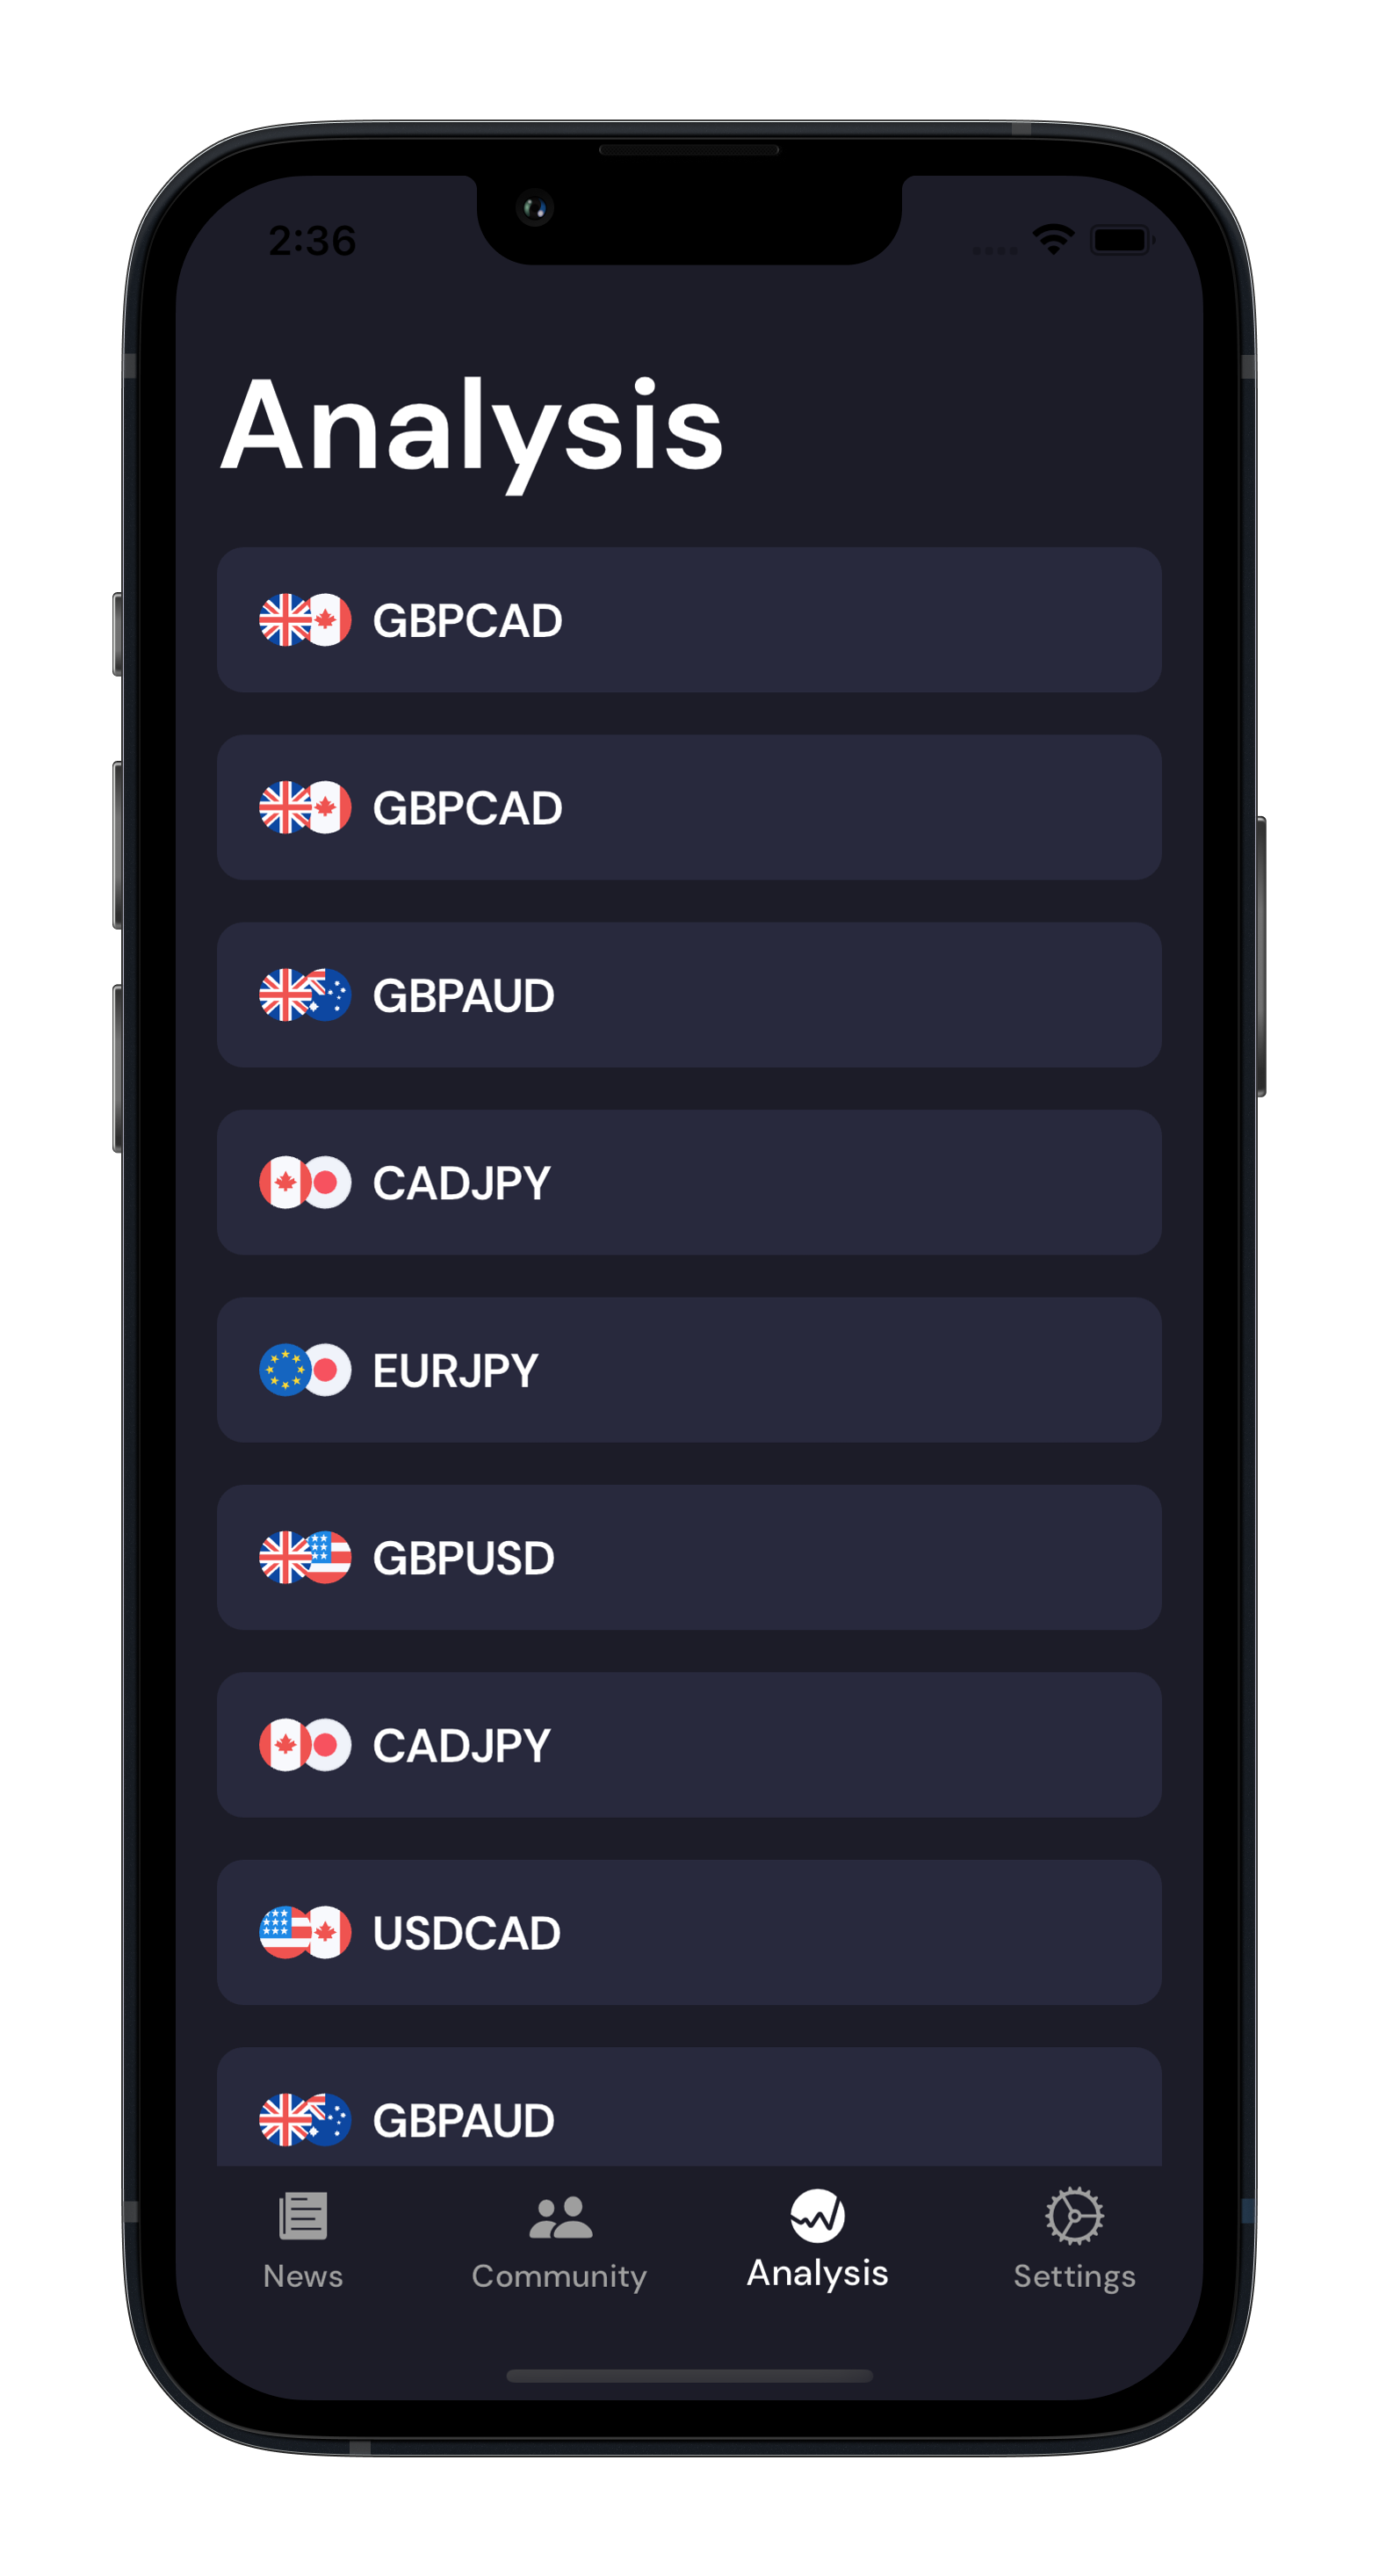 2:36
Analysis
GBPCAD
GBPCAD
GBPAUD
CADJPY
EURJPY
GBPUSD
CADJPY
USDCAD
GBPAUD
News Community Analysis Settings